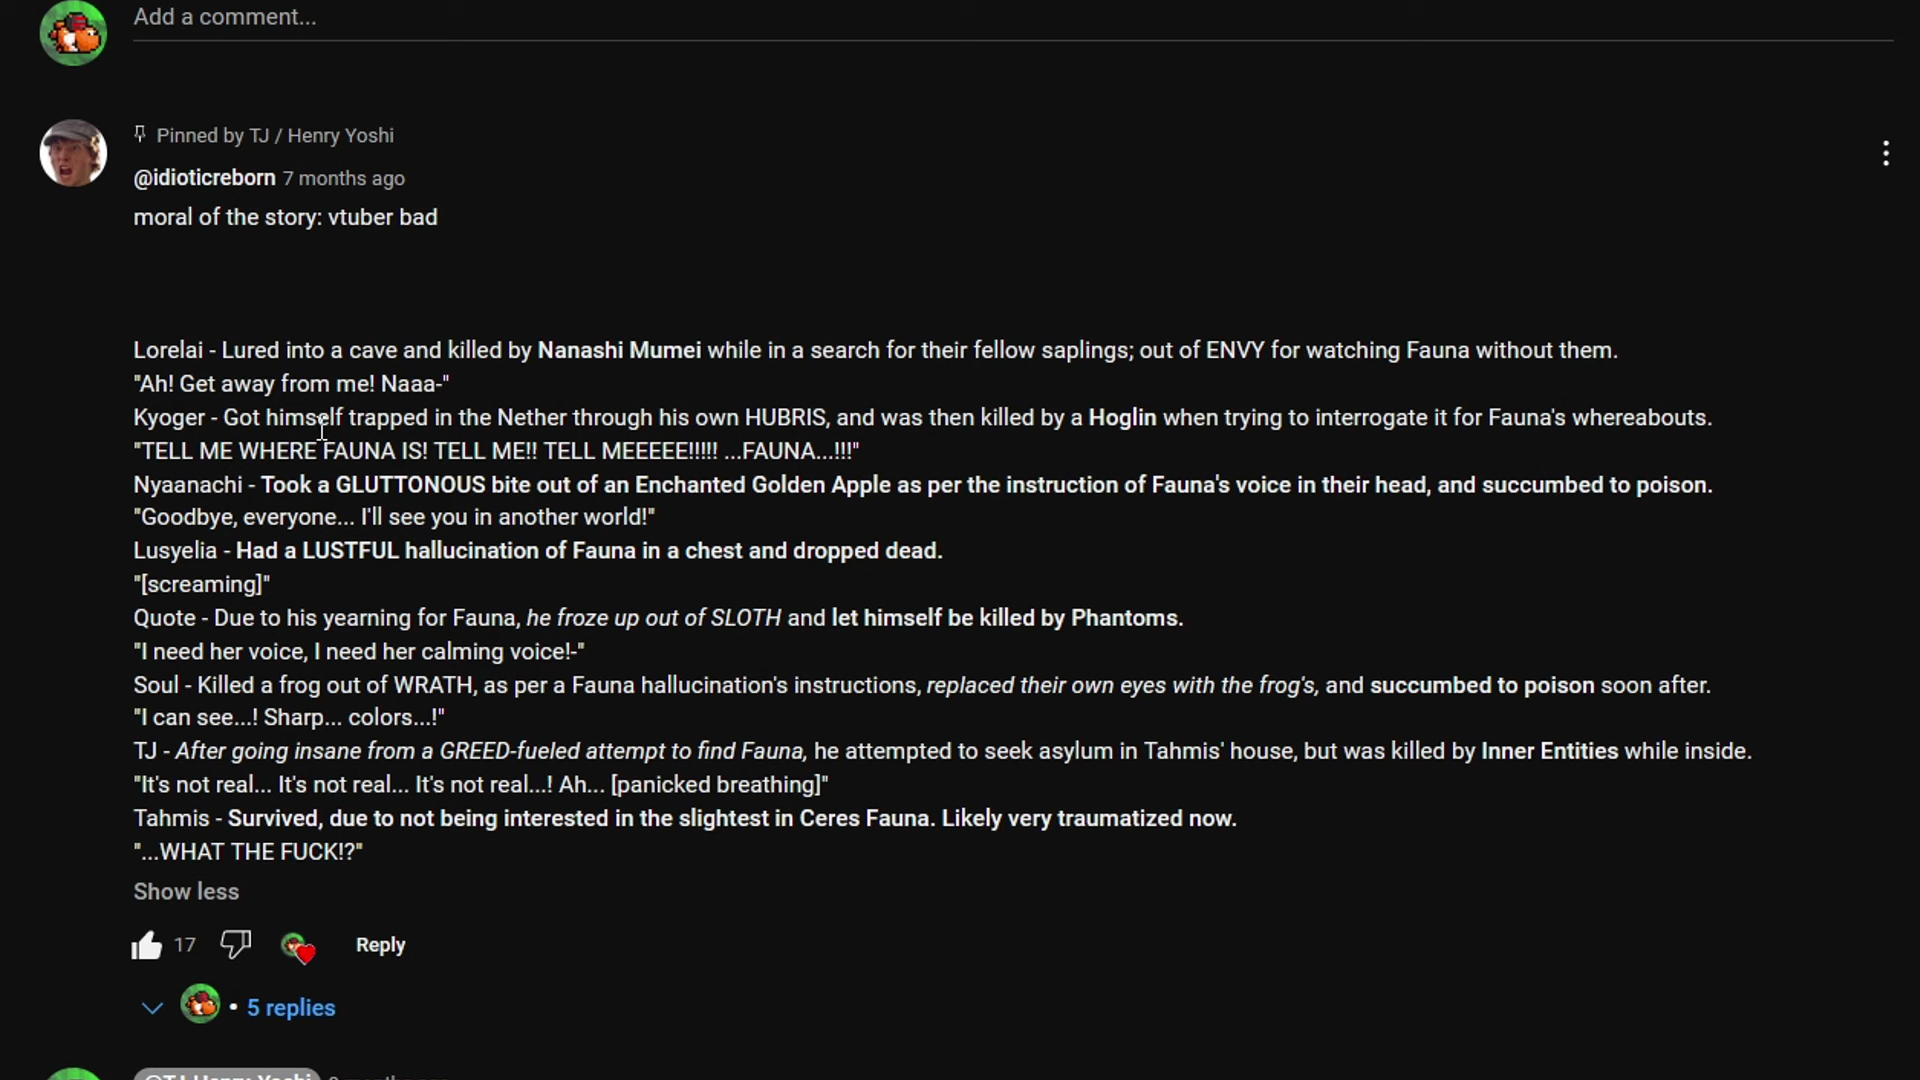 Add a comment...
Pinned by TJ / Henry Yoshi
@idioticreborn 7 months ago
moral of the story: vtuber bad
Lorelai - Lured into a cave and killed by Nanashi Mumei while in a search for their fellow saplings; out of ENVY for watching Fauna without them.
"Ah! Get away from me! Naaa-"
Kyoger - Got himself trapped in the Nether through his own HUBRIS, and was then killed by a Hoglin when trying to interrogate it for Fauna's whereabouts.
"TELL ME WHERE FAUNA IS! TELL ME!! TELL MEEEEE!!!!! ...FAUNA...!!!"
Nyaanachi - Took a GLUTTONOUS bite out of an Enchanted Golden Apple as per the instruction of Fauna's voice in their head, and succumbed to poison.
"Goodbye, everyone... I'll see you in another world!"
Lusyelia - Had a LUSTFUL hallucination of Fauna in a chest and dropped dead.
"[screaming]"
Quote - Due to his yearning for Fauna, he froze up out of SLOTH and let himself be killed by Phantoms.
"I need her voice, I need her calming voice!-"
Soul - Killed a frog out of WRATH, as per a Fauna hallucination's instructions, replaced their own eyes with the frog's, and succumbed to poison soon after.
"I can see...! Sharp... colors...!"
TJ - After going insane from a GREED-fueled attempt to find Fauna, he attempted to seek asylum in Tahmis' house, but was killed by Inner Entities while inside.
"It's not real... It's not real... It's not real...! Ah... [panicked breathing]"
Tahmis - Survived, due to not being interested in the slightest in Ceres Fauna. Likely very traumatized now.
"...WHAT THE FUCK!?"
Show less
17 Reply
• 5 replies